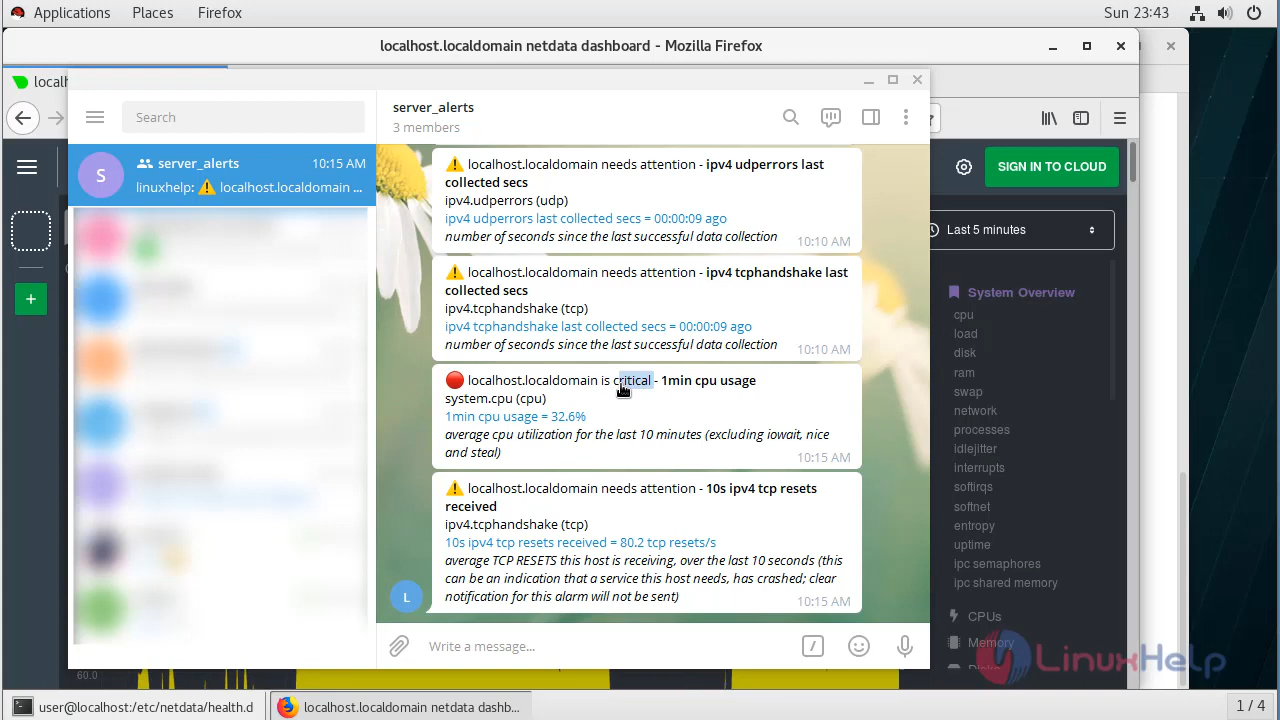 Applications Places Firefox Sun 23:43
localhost.localdomain netdata dashboard - Mozilla Firefox
server_alerts
3 members
Search
server_alerts 10:15 AM
linuxhelp: ⚠ localhost.localdomain ...
S
⚠ localhost.localdomain needs attention - ipv4 udperrors last
collected secs
ipv4.udperrors (udp)
ipv4 udperrors last collected secs = 00:00:09 ago
number of seconds since the last successful data collection 10:10 AM
⚠ localhost.localdomain needs attention - ipv4 tcphandshake last
collected secs
ipv4.tcphandshake (tcp)
ipv4 tcphandshake last collected secs = 00:00:09 ago
number of seconds since the last successful data collection 10:10 AM
🔴 localhost.localdomain is critical - 1min cpu usage
system.cpu (cpu)
1min cpu usage = 32.6%
average cpu utilization for the last 10 minutes (excluding iowait, nice
and steal) 10:15 AM
⚠ localhost.localdomain needs attention - 10s ipv4 tcp resets
received
ipv4.tcphandshake (tcp)
10s ipv4 tcp resets received = 80.2 tcp resets/s
average TCP RESETS this host is receiving, over the last 10 seconds (this
can be an indication that a service this host needs, has crashed; clear
notification for this alarm will not be sent) 10:15 AM
L
Write a message...
SIGN IN TO CLOUD
Last 5 minutes
System Overview
cpu
load
disk
ram
swap
network
processes
idlejitter
interrupts
softirqs
softnet
entropy
uptime
ipc semaphores
ipc shared memory
CPUs
Memory
LinuxHelp
60.0
user@localhost:/etc/netdata/health.d
localhost.localdomain netdata dashb...
1 / 4